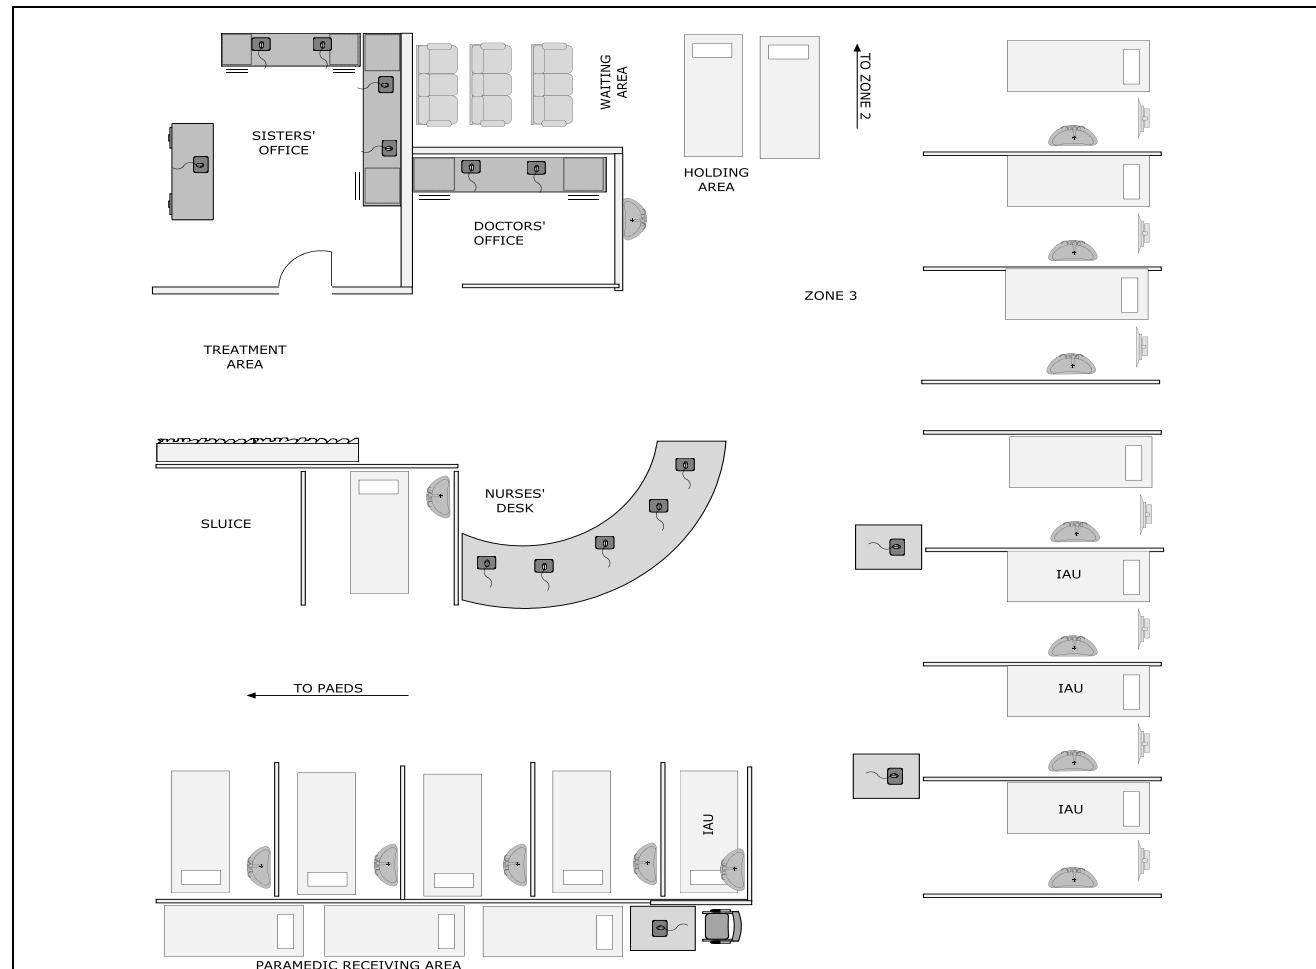 WAITING
AREA
TO ZONE 2
SISTERS'
OFFICE
HOLDING
AREA
DOCTORS'
OFFICE
ZONE 3
TREATMENT
AREA
NURSES'
DESK
SLUICE
IAU
IAU
TO PAEDS
IAU
IAU
PARAMEDIC RECEIVING AREA